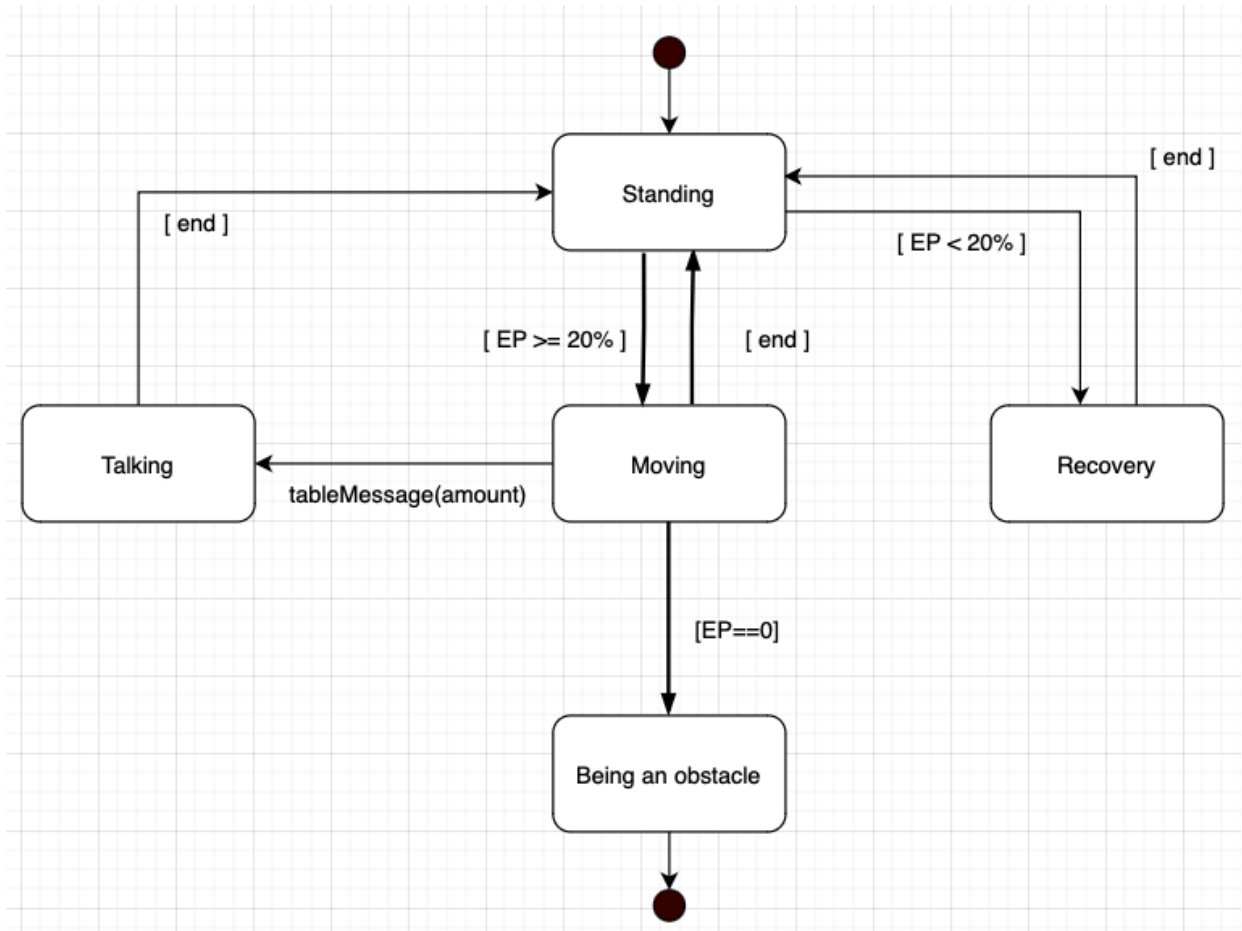 [ end ]
Standing
[ end ]
[ EP < 20% ]
[ EP >= 20% ]
[ end ]
Talking
Moving
Recovery
tableMessage(amount)
[EP==0]
Being an obstacle